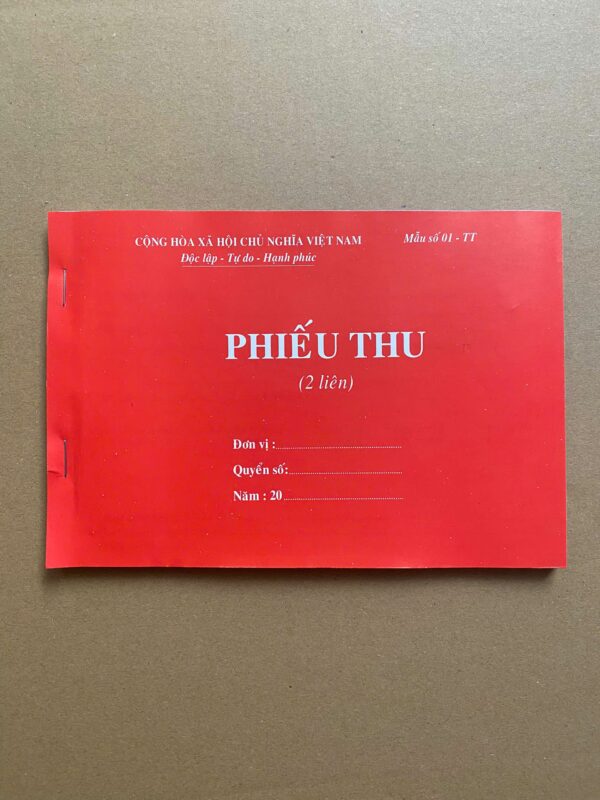 CỘNG HÒA XÃ HỘI CHỦ NGHĨA VIỆT NAM
Mẫu số 01 - TT
Độc lập - Tự do - Hạnh phúc
PHIẾU THU
(2 liên)
Đơn vị :
Quyển số:
Năm : 20